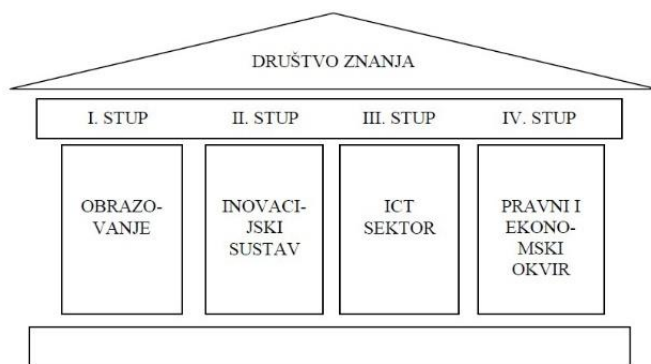 DRUŠTVO ZNANJA
I. STUP II. STUP III. STUP IV. STUP
OBRAZO-
VANJE
INOVACI-
JSKI
SUSTAV
ICT
SEKTOR
PRAVNI I
EKONO-
MSKI
OKVIR